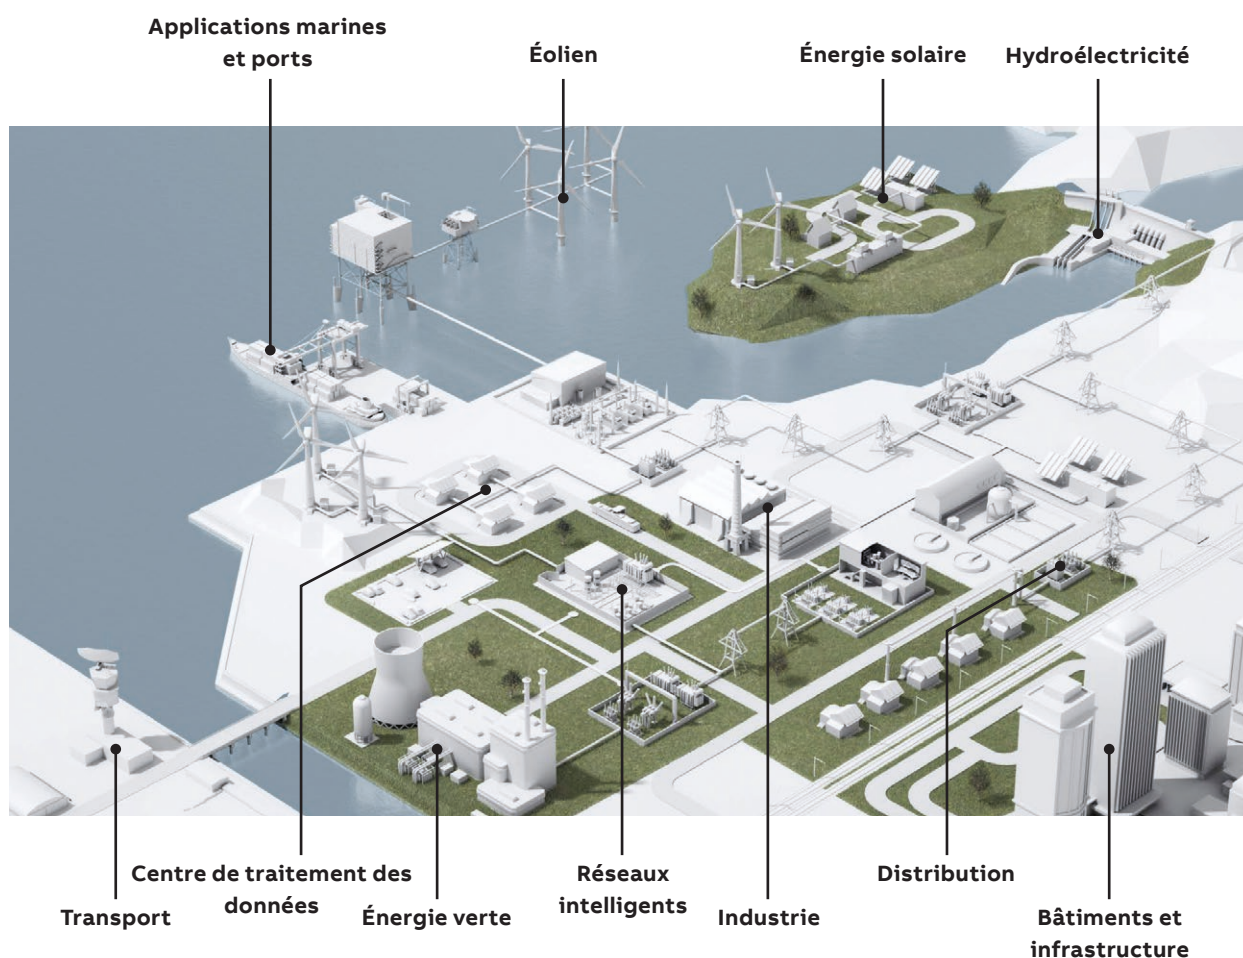 Applications marines
et ports
Éolien
Énergie solaire
Hydroélectricité
Centre de traitement des
données
Réseaux
intelligents
Distribution
Transport
Énergie verte
Industrie
Bâtiments et
infrastructure